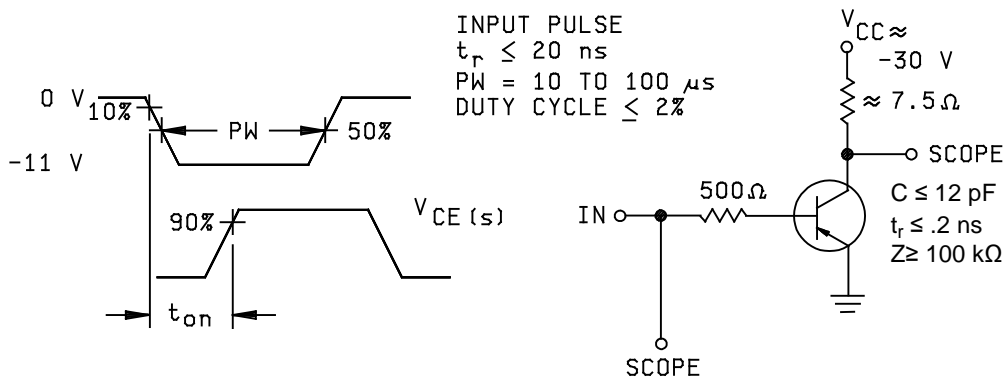 INPUT PULSE
t_r ≤ 20 ns
PW = 10 TO 100 μs
DUTY CYCLE ≤ 2%
0 V
10%
PW
50%
-11 V
90%
V_CE(s)
t_on
V_CC ≈
-30 V
≈ 7.5 Ω
SCOPE
500 Ω
IN
C ≤ 12 pF
t_r ≤ .2 ns
Z ≥ 100 kΩ
SCOPE